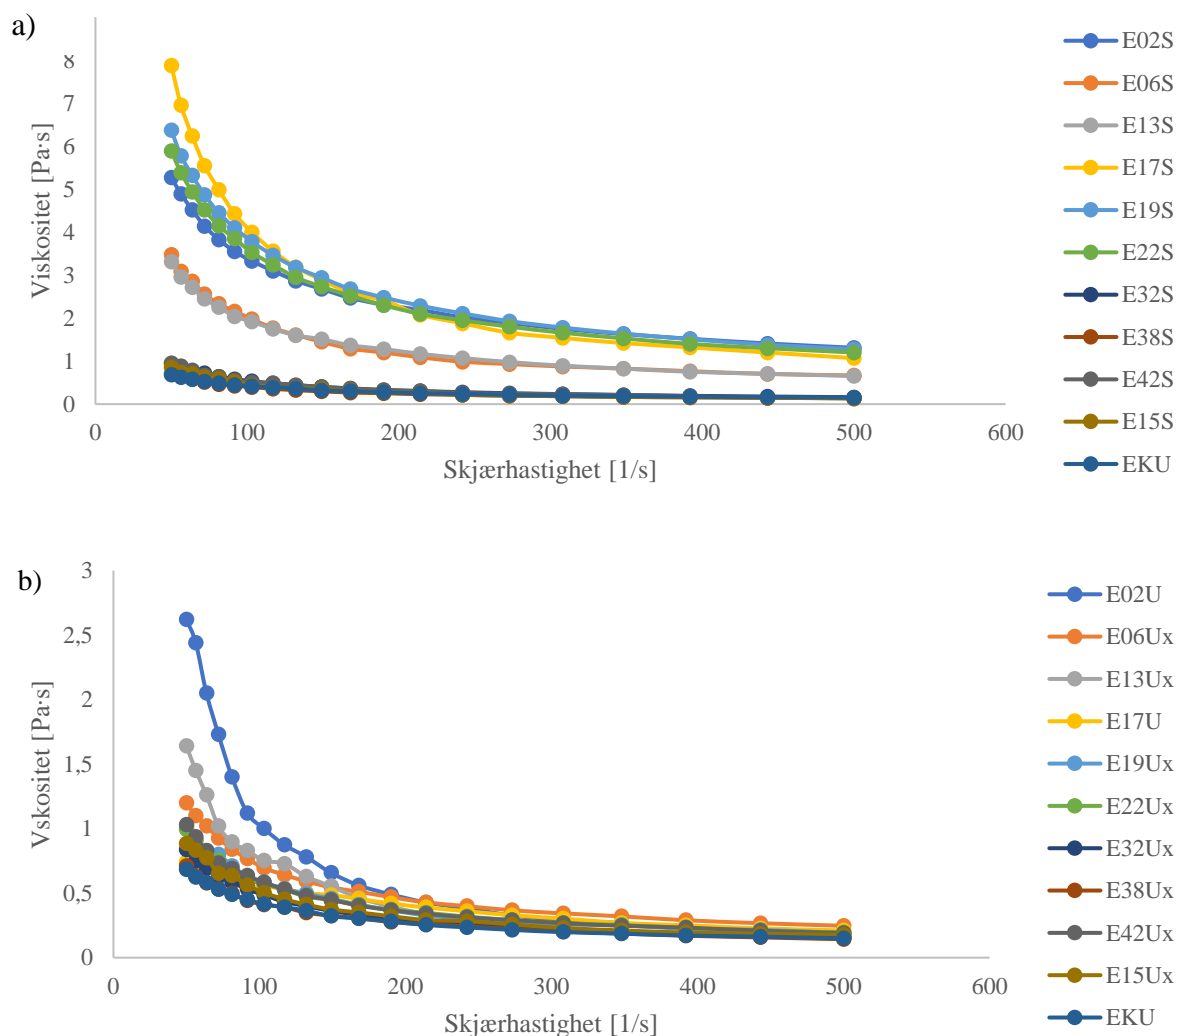 a)
8
7
6
5
4
3
2
1
0
Viskositet [Pa·s]
0 100 200 300 400 500 600
Skjærhastighet [1/s]
E02S
E06S
E13S
E17S
E19S
E22S
E32S
E38S
E42S
E15S
EKU
b)
3
2,5
2
1,5
1
0,5
0
Vskositet [Pa·s]
0 100 200 300 400 500 600
Skjærhastighet [1/s]
E02U
E06Ux
E13Ux
E17U
E19Ux
E22Ux
E32Ux
E38Ux
E42Ux
E15Ux
EKU